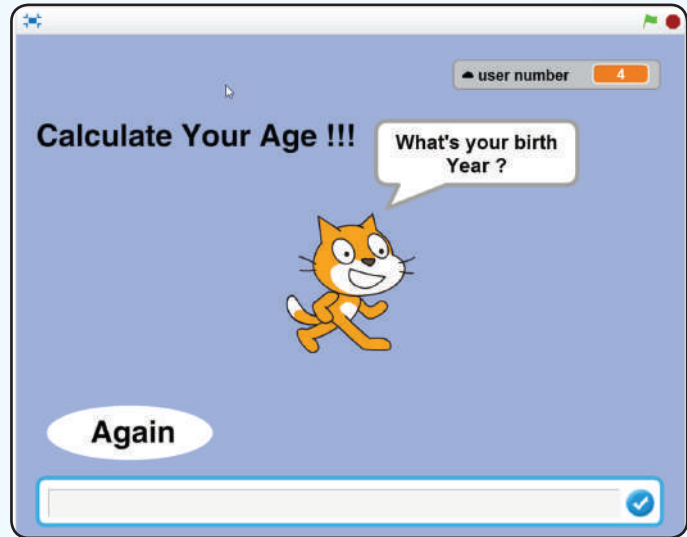 user number 4
Calculate Your Age !!!
What's your birth
Year ?
Again